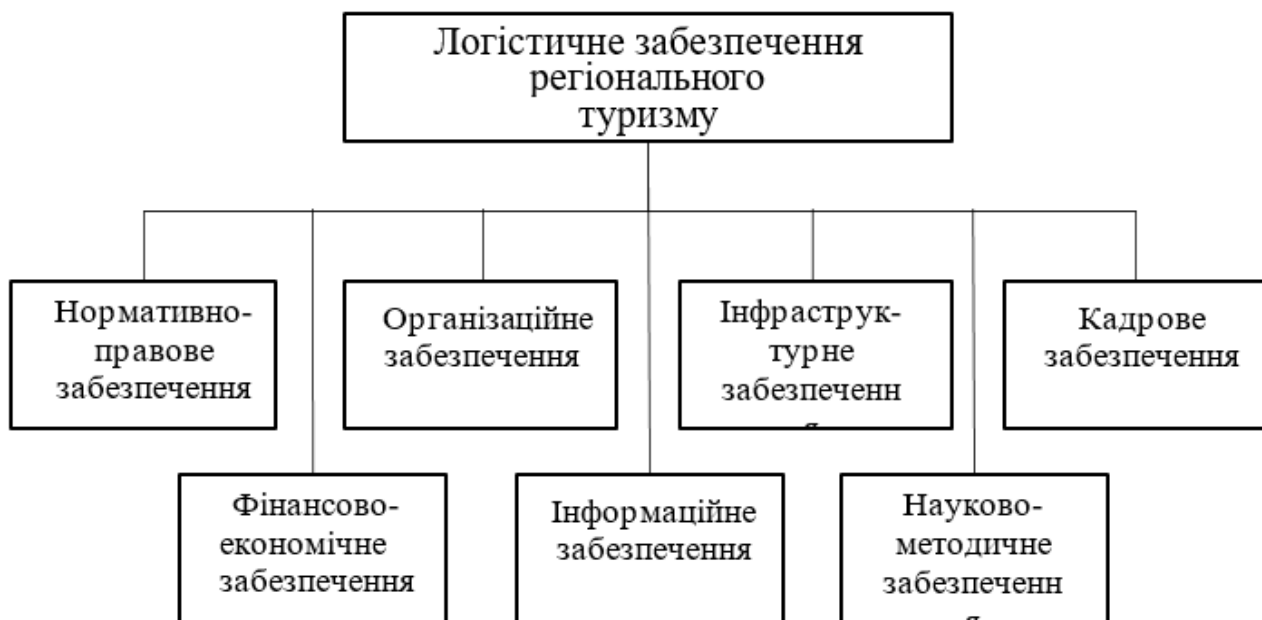 Логістичне забезпечення
регіонального
туризму
Нормативно-
правове
забезпечення
Організаційне
забезпечення
Інфраструк-
турне
забезпеченн
я
Кадрове
забезпечення
Фінансово-
економічне
забезпечення
Інформаційне
забезпечення
Науково-
методичне
забезпеченн
я